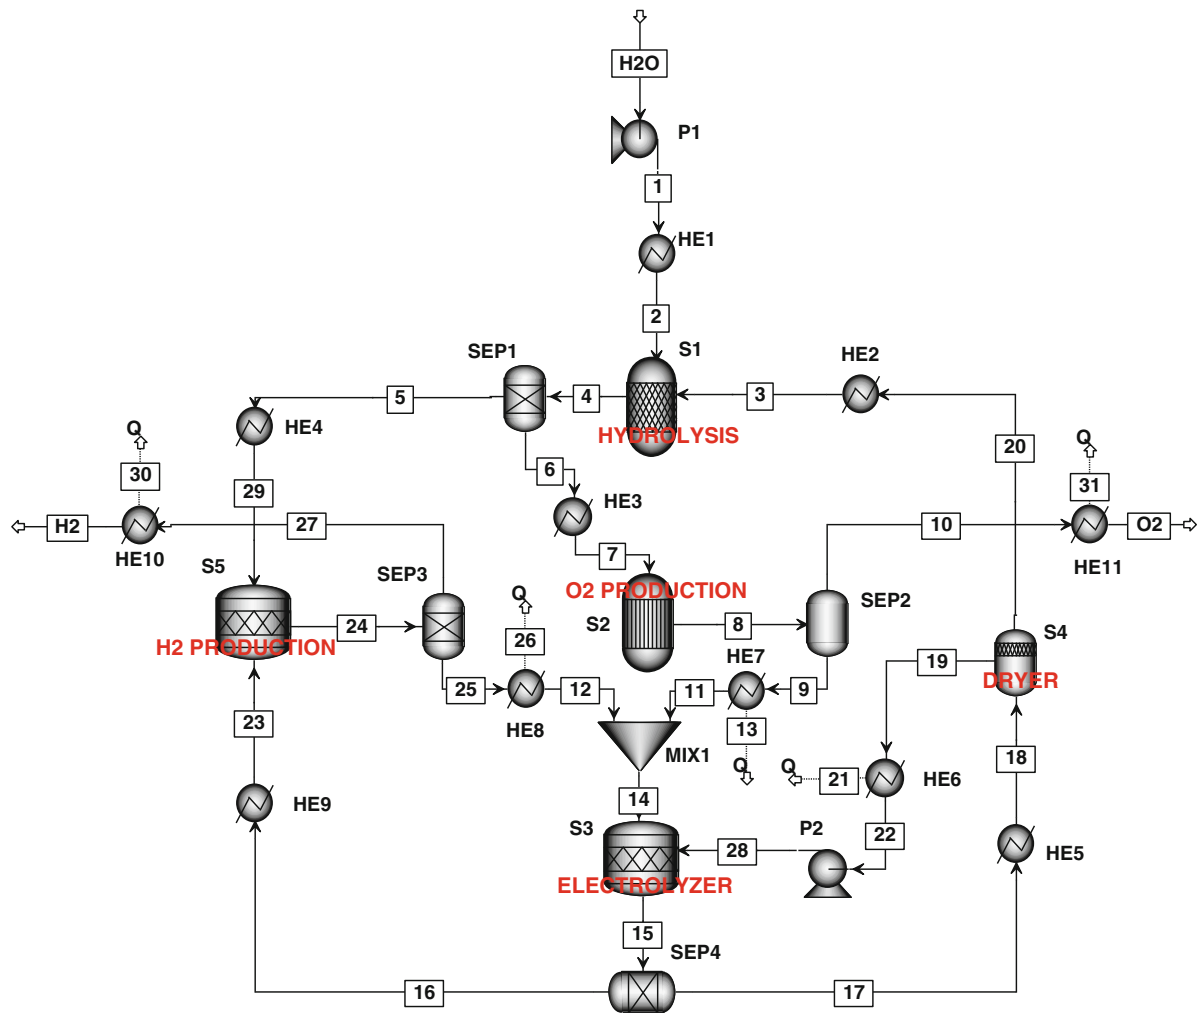 H2O
P1
1
HE1
2
S1
SEP1
HE2
5
4
3
HYDROLYSIS
Q
HE4
Q
20
30
6
31
29
HE3
H2
27
10
O2
HE10
7
HE11
S5
SEP3
O2 PRODUCTION
SEP2
Q
S2
24
26
8
S4
H2 PRODUCTION
HE7
19
DRYER
25
12
11
9
23
HE8
13
MIX1
18
Q
Q
21
HE6
HE9
14
S3
P2
22
28
HE5
ELECTROLYZER
15
SEP4
16
17